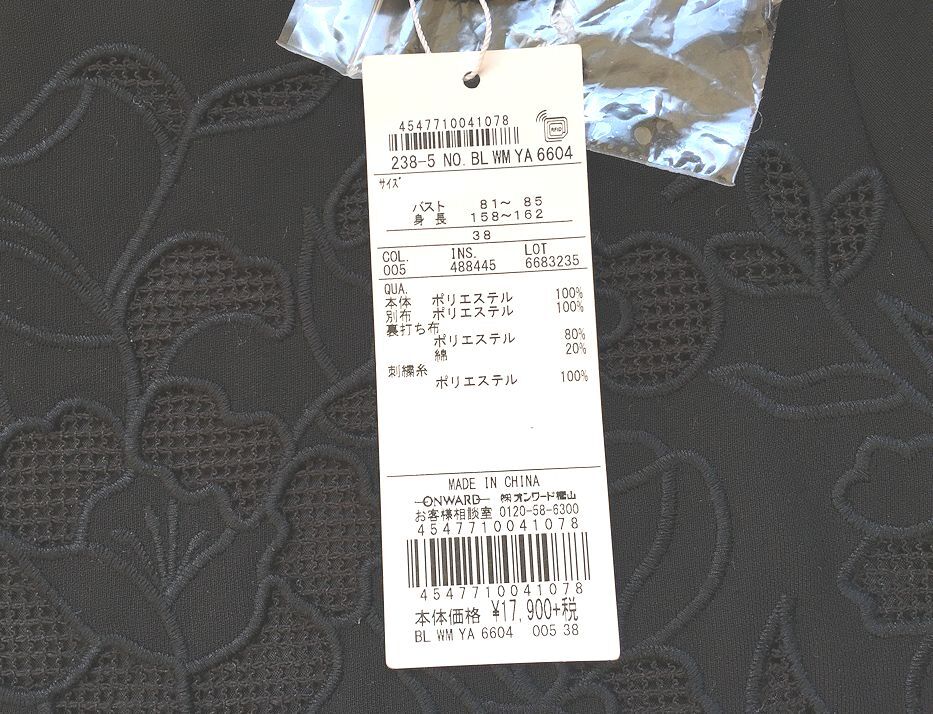 4547710041078
RFID
238-5 NO. BL WM YA 6604
サイズ
バスト 81～ 85
身 長 158～162
38
COL. INS. LOT
005 488445 6683235
QUA.
本体 ポリエステル 100%
別布 ポリエステル 100%
裏打ち布
ポリエステル 80%
綿 20%
刺繍糸
ポリエステル 100%
MADE IN CHINA
ONWARD ㈱オンワード樫山
お客様相談室 0120-58-6300
4547710041078
4547710041078
本体価格 ¥17,900+税
BL WM YA 6604 005 38